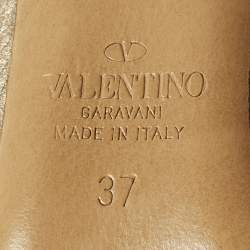 VALENTINO
GARAVANI
MADE IN ITALY
37